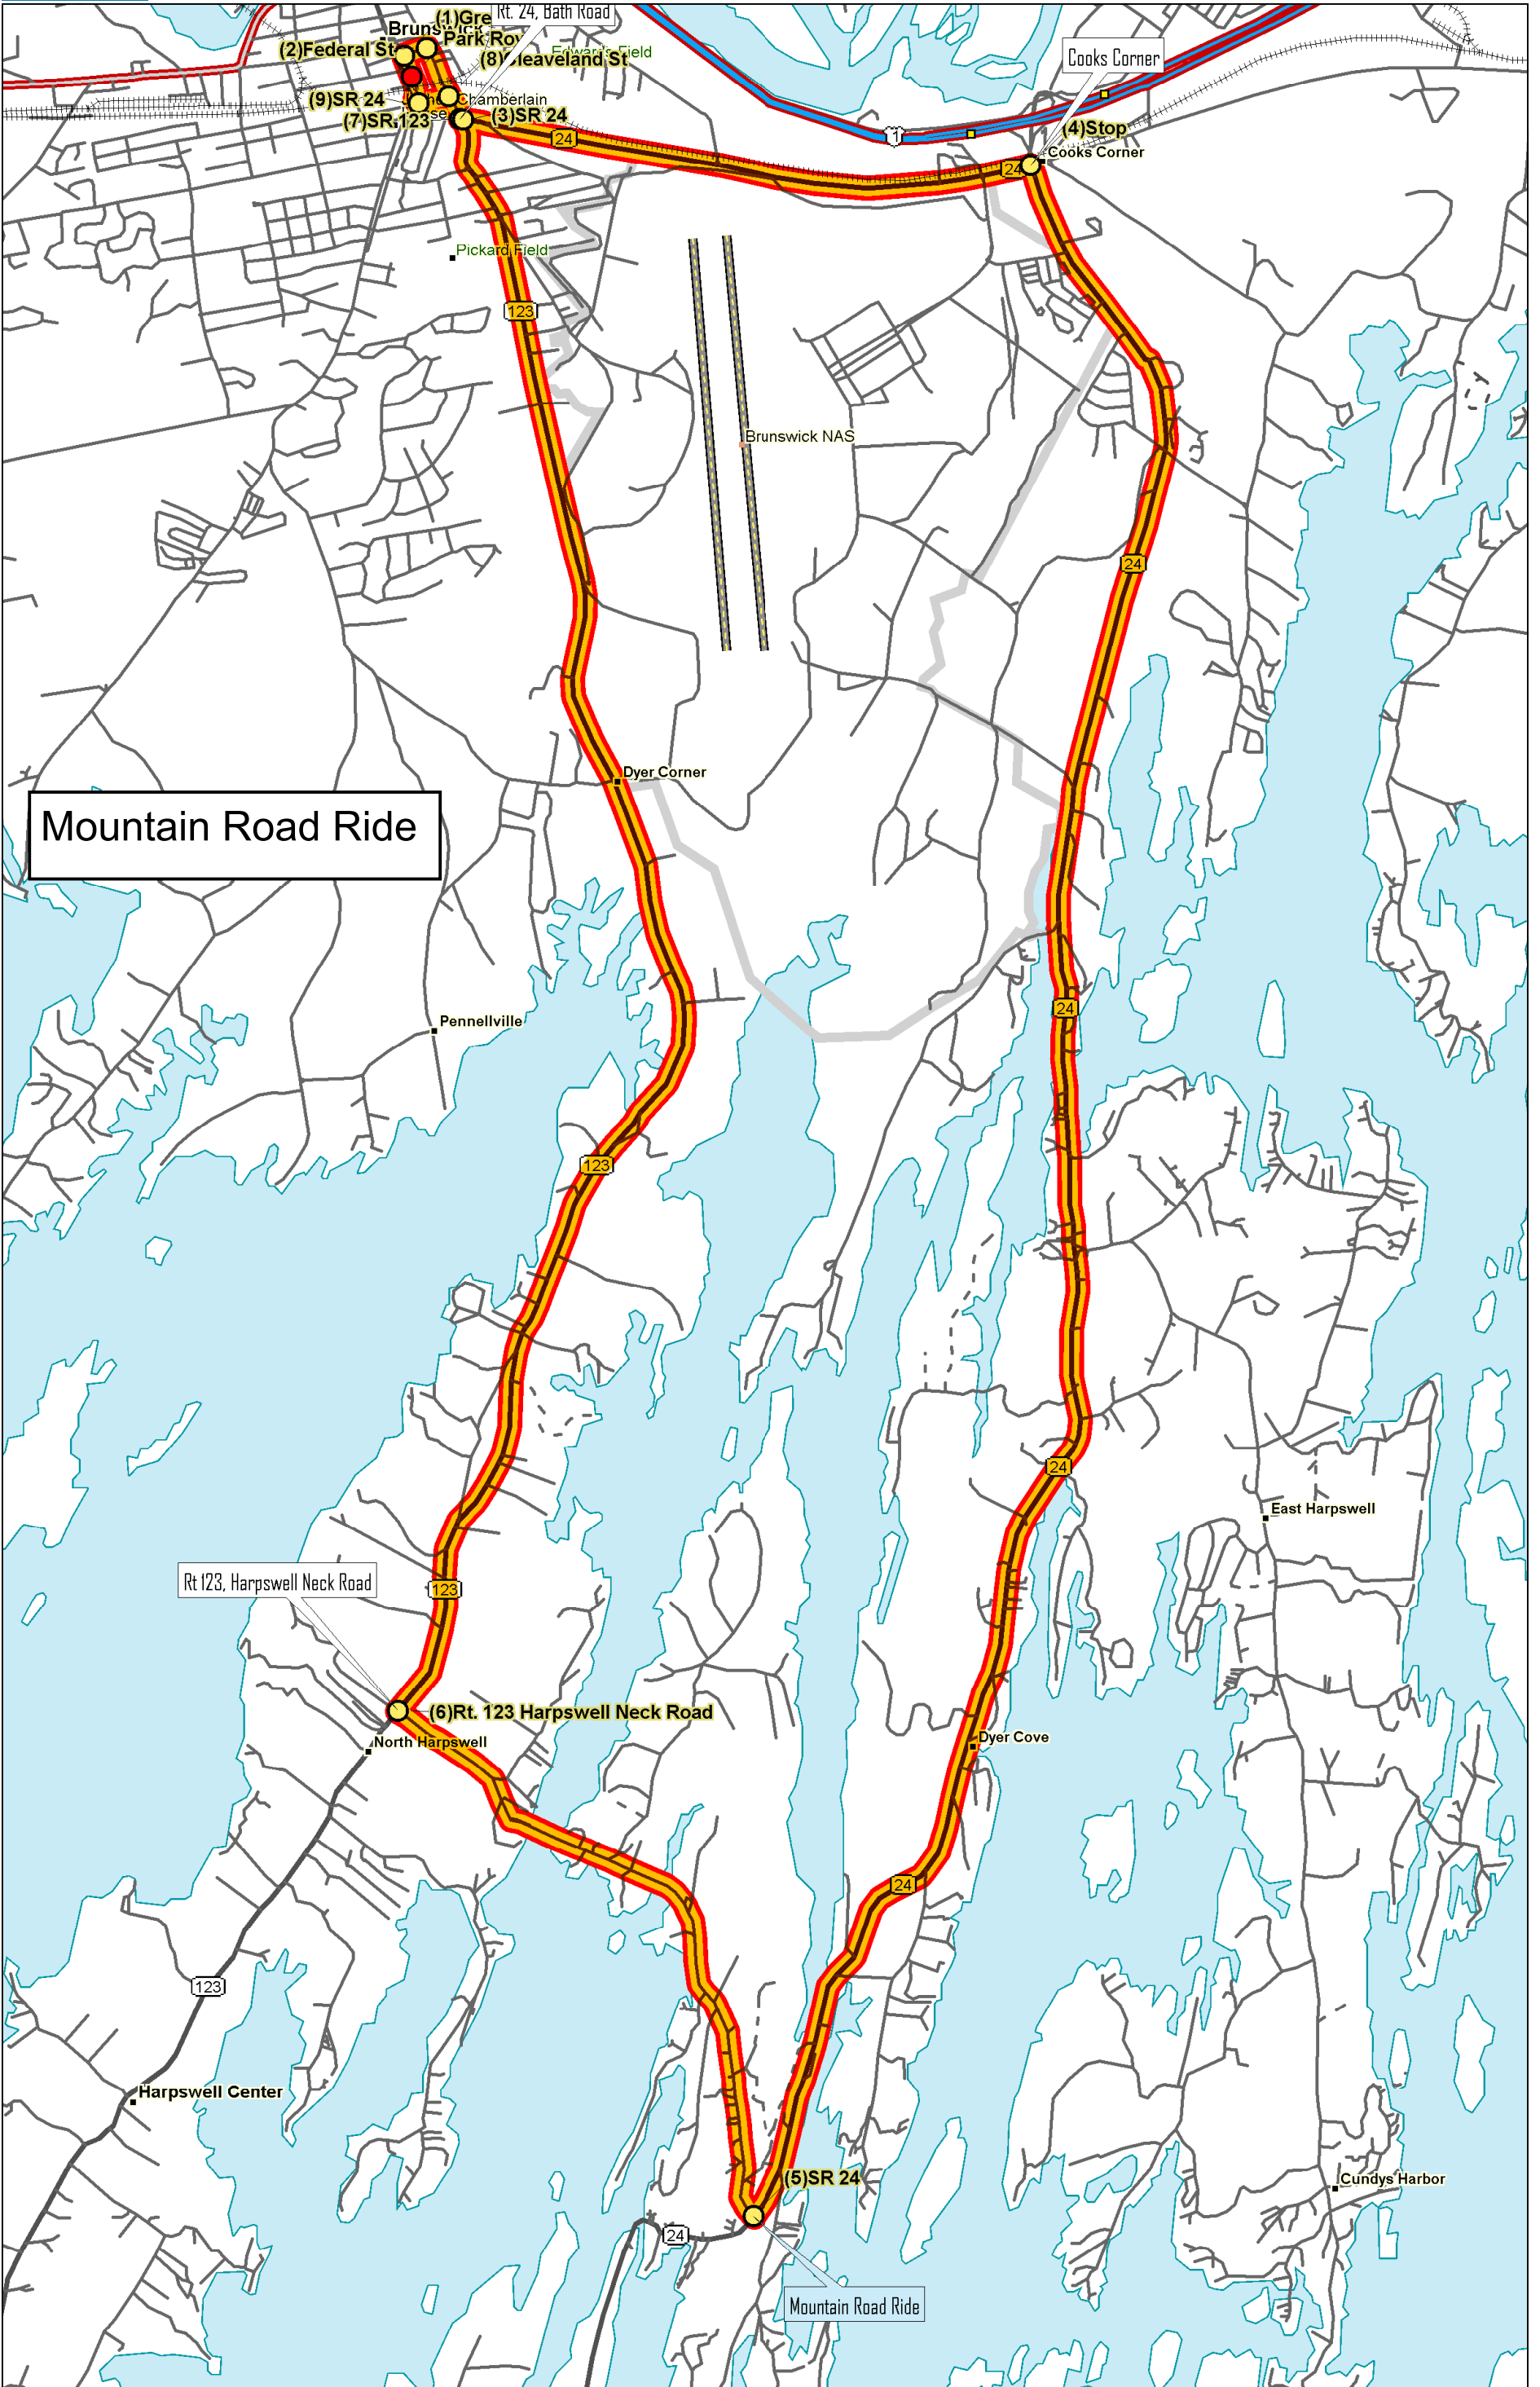 (1)Gre
Rt. 24, Bath Road
Brunswick
Park Row
(2)Federal St
Edward's Field
(8)Cleaveland St
Cooks Corner
(9)SR 24
Chamberlain
(7)SR 123
(3)SR 24
1
(4)Stop
24
Cooks Corner
24
Pickard Field
123
Brunswick NAS
24
Dyer Corner
Mountain Road Ride
24
Pennellville
123
24
East Harpswell
Rt 123, Harpswell Neck Road
123
(6)Rt. 123 Harpswell Neck Road
Dyer Cove
North Harpswell
24
123
Harpswell Center
(5)SR 24
Cundys Harbor
24
Mountain Road Ride